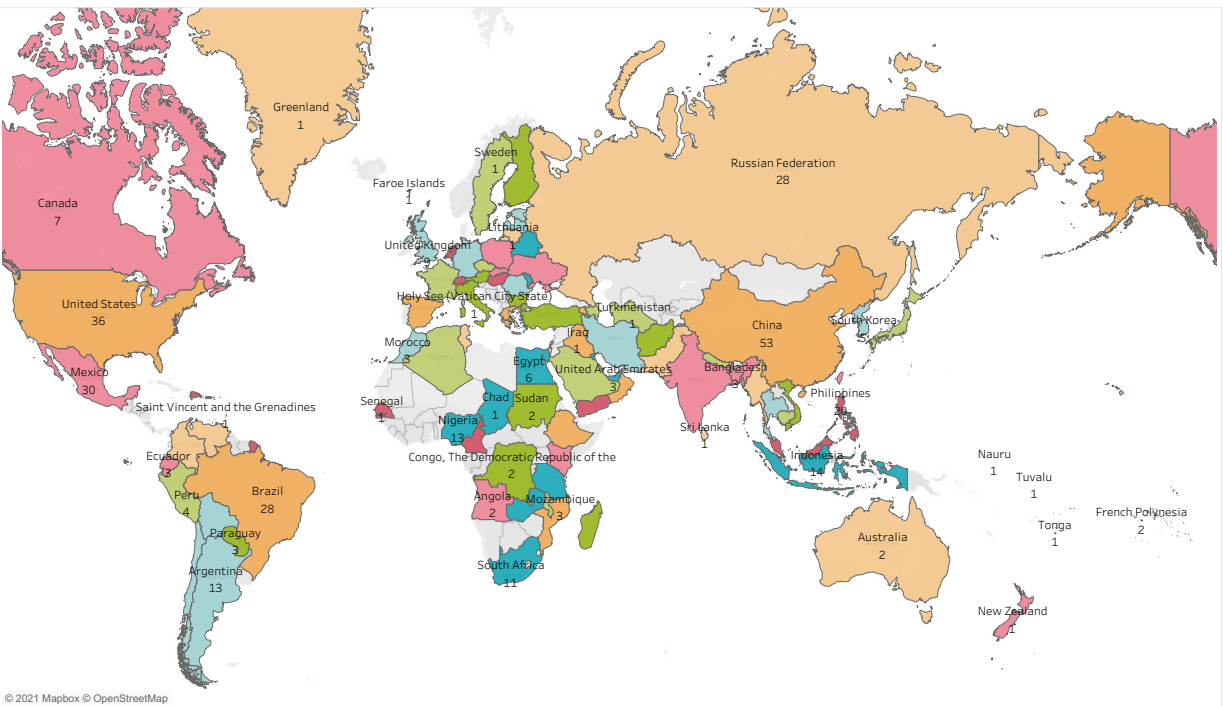 Greenland
1
Canada
7
United States
36
Mexico
30
Saint Vincent and the Grenadines
1
Ecuador
3
Peru
4
Brazil
28
Paraguay
3
Argentina
13
Faroe Islands
1
Sweden
1
Lithuania
1
United Kingdom
9
Holy See (Vatican City State)
1
Russian Federation
28
Turkmenistan
1
Morocco
3
Iraq
1
Egypt
6
United Arab Emirates
3
Senegal
1
Nigeria
13
Chad
1
Sudan
2
Congo, The Democratic Republic of the
2
Angola
2
Mozambique
3
South Africa
11
China
53
South Korea
5
Bangladesh
3
Sri Lanka
1
Philippines
20
Indonesia
14
Nauru
1
Tuvalu
1
Tonga
1
French Polynesia
2
Australia
2
New Zealand
1
© 2021 Mapbox © OpenStreetMap